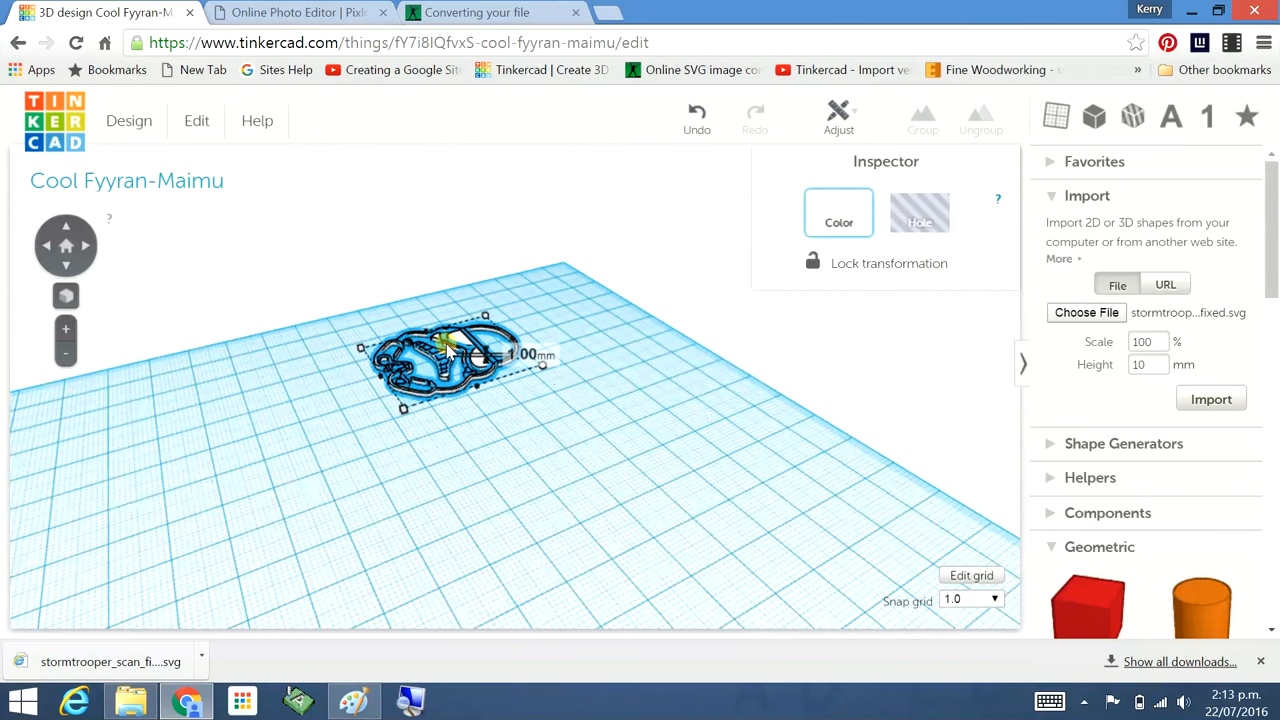 3D design Cool Fyyran-M
Online Photo Editor | Pixlr
Converting your file
Kerry
https://www.tinkercad.com/things/fY7i8IQfvxS-cool-fyyran-maimu/edit
Apps
Bookmarks
New Tab
Sites Help
Creating a Google Sit
Tinkercad | Create 3D
Online SVG image co
Tinkercad - Import ve
Fine Woodworking -
»
Other bookmarks
TIN
KER
CAD
Design
Edit
Help
Undo
Redo
Adjust
Group
Ungroup
A
1
Cool Fyyran-Maimu
?
+
-
Inspector
Color
Hole
?
Lock transformation
1.00mm
Edit grid
Snap grid
1.0
Favorites
Import
Import 2D or 3D shapes from your
computer or from another web site.
More
File
URL
Choose File
stormtroop...fixed.svg
Scale
100
%
Height
10
mm
Import
Shape Generators
Helpers
Components
Geometric
stormtrooper_scan_fi....svg
Show all downloads...
2:13 p.m.
22/07/2016